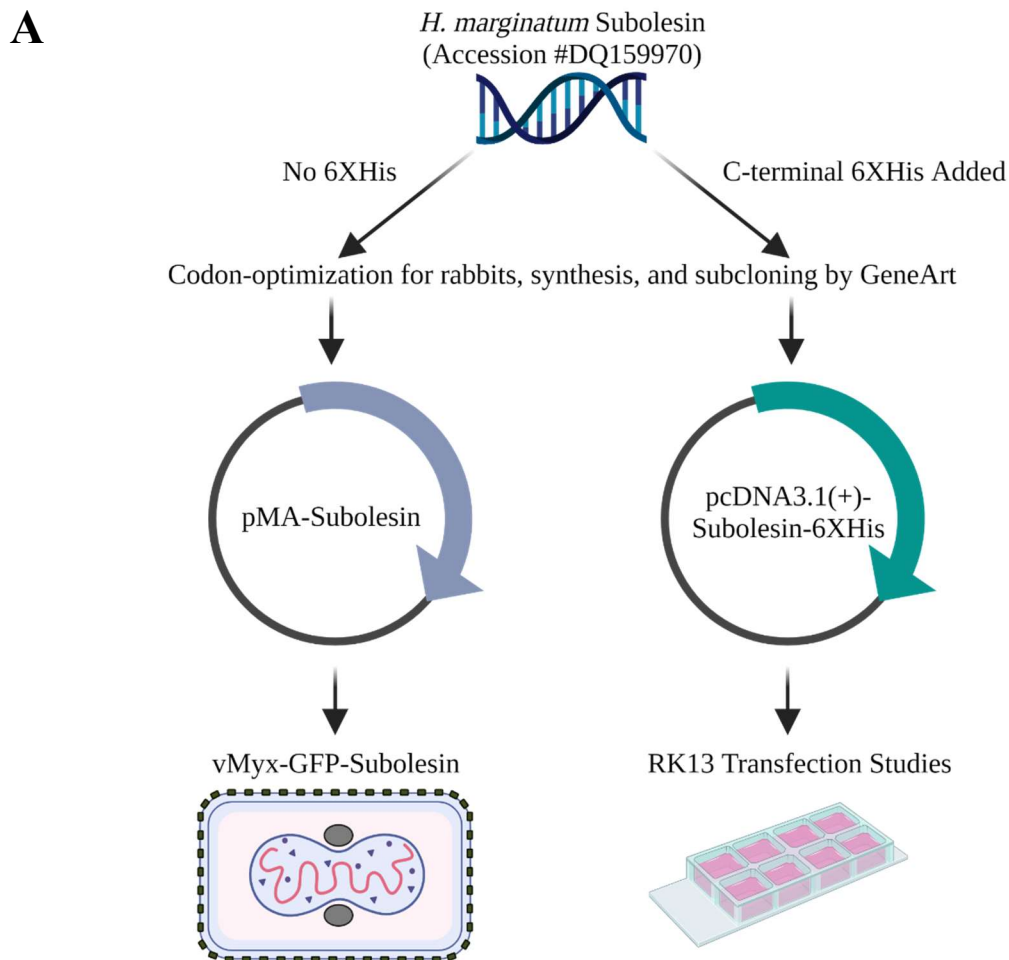 A
H. marginatum Subolesin
(Accession #DQ159970)
No 6XHis
C-terminal 6XHis Added
Codon-optimization for rabbits, synthesis, and subcloning by GeneArt
pMA-Subolesin
pcDNA3.1(+)-
Subolesin-6XHis
vMyx-GFP-Subolesin
RK13 Transfection Studies